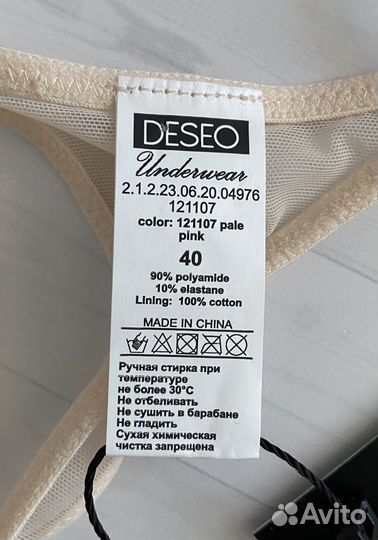 DESEO
Underwear
2.1.2.23.06.20.04976
121107
color: 121107 pale
pink
40
90% polyamide
10% elastane
Lining: 100% cotton
MADE IN CHINA
Ручная стирка при
температуре
не более 30°C
Не отбеливать
Не сушить в барабане
Не гладить
Сухая химическая
чистка запрещена
Avito